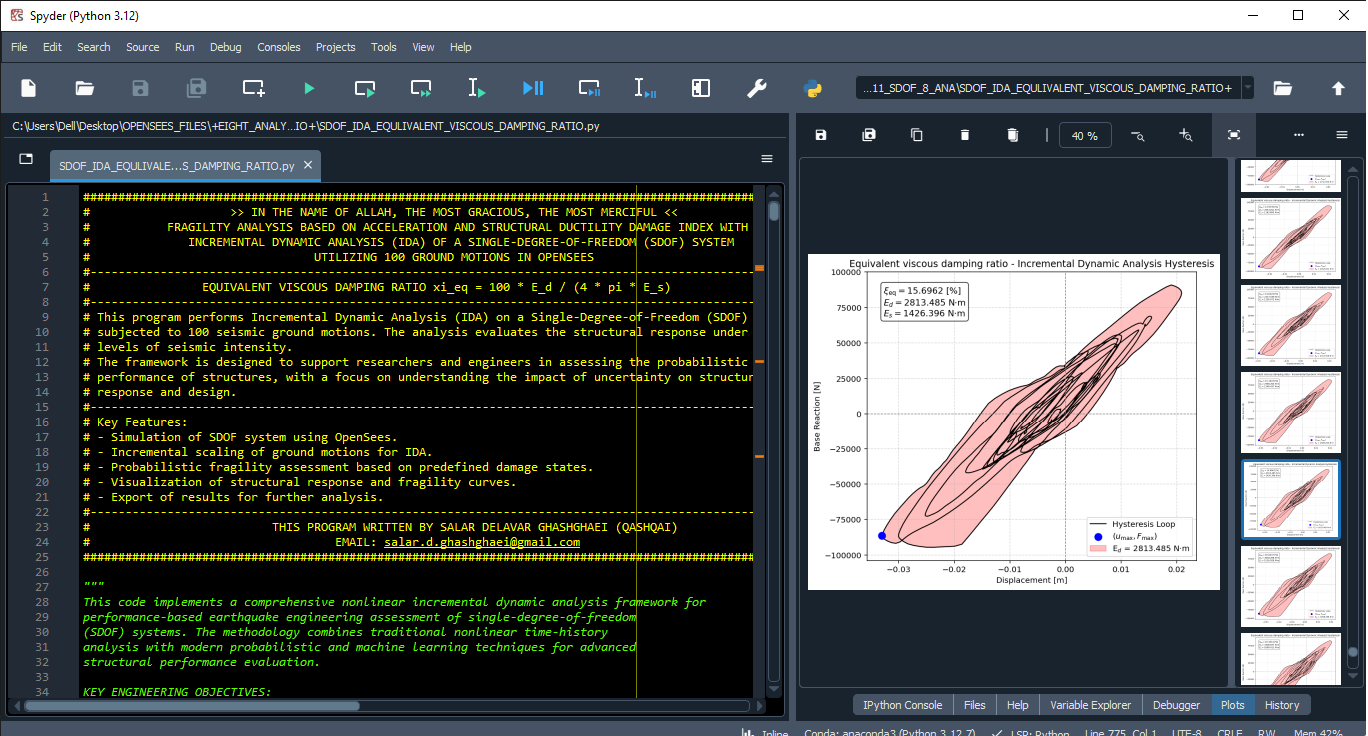 Spyder (Python 3.12)
File Edit Search Source Run Debug Consoles Projects Tools View Help
...11_SDOF_8_ANA\SDOF_IDA_EQULIVALENT_VISCOUS_DAMPING_RATIO+
C:\Users\Dell\Desktop\OPENSEES_FILES\+EIGHT_ANALY...IO+\SDOF_IDA_EQULIVALENT_VISCOUS_DAMPING_RATIO.py
SDOF_IDA_EQULIVALE...S_DAMPING_RATIO.py
40 %
1 ####################################################################################################
2 # >> IN THE NAME OF ALLAH, THE MOST GRACIOUS, THE MOST MERCIFUL <<
3 # FRAGILITY ANALYSIS BASED ON ACCELERATION AND STRUCTURAL DUCTILITY DAMAGE INDEX WITH
4 # INCREMENTAL DYNAMIC ANALYSIS (IDA) OF A SINGLE-DEGREE-OF-FREEDOM (SDOF) SYSTEM
5 # UTILIZING 100 GROUND MOTIONS IN OPENSEES
6 #---------------------------------------------------------------------------------------------------
7 # EQUIVALENT VISCOUS DAMPING RATIO xi_eq = 100 * E_d / (4 * pi * E_s)
8 #---------------------------------------------------------------------------------------------------
9 # This program performs Incremental Dynamic Analysis (IDA) on a Single-Degree-of-Freedom (SDOF)
10 # subjected to 100 seismic ground motions. The analysis evaluates the structural response under
11 # levels of seismic intensity.
12 # The framework is designed to support researchers and engineers in assessing the probabilistic
13 # performance of structures, with a focus on understanding the impact of uncertainty on structur
14 # response and design.
15 #---------------------------------------------------------------------------------------------------
16 # Key Features:
17 # - Simulation of SDOF system using OpenSees.
18 # - Incremental scaling of ground motions for IDA.
19 # - Probabilistic fragility assessment based on predefined damage states.
20 # - Visualization of structural response and fragility curves.
21 # - Export of results for further analysis.
22 #---------------------------------------------------------------------------------------------------
23 # THIS PROGRAM WRITTEN BY SALAR DELAVAR GHASHGHAEI (QASHQAI)
24 # EMAIL: salar.d.ghashghaei@gmail.com
25 ####################################################################################################
26
27 """
28 This code implements a comprehensive nonlinear incremental dynamic analysis framework for
29 performance-based earthquake engineering assessment of single-degree-of-freedom
30 (SDOF) systems. The methodology combines traditional nonlinear time-history
31 analysis with modern probabilistic and machine learning techniques for advanced
32 structural performance evaluation.
33
34 KEY ENGINEERING OBJECTIVES:
Equivalent viscous damping ratio - Incremental Dynamic Analysis Hysteresis
100000
75000
50000
25000
0
−25000
−50000
−75000
−100000
Base Reaction [N]
E_eq = 15.6962 [%]
E_d = 2813.485 N·m
E_s = 1426.396 N·m
Hysteresis Loop
(u_max, F_max)
E_d = 2813.485 N·m
−0.03 −0.02 −0.01 0.00 0.01 0.02
Displacement [m]
IPython Console Files Help Variable Explorer Debugger Plots History
Inline Conda: anaconda3 (Python 3.12.7) LSP: Python Line 775, Col 1 UTF-8 CRLF RW Mem 42%